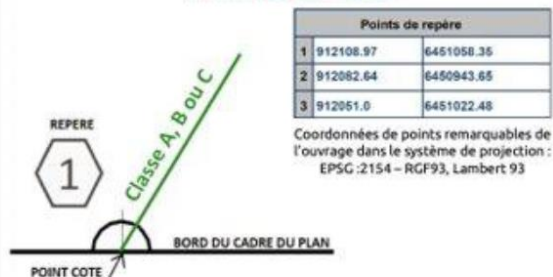 Points de repère
1 912108.97 6451058.35
2 912082.64 6450943.65
3 912051.0 6451022.48
Coordonnées de points remarquables de
l'ouvrage dans le système de projection :
EPSG :2154 – RGF93, Lambert 93
REPERE
1
Classe A, B ou C
BORD DU CADRE DU PLAN
POINT COTE